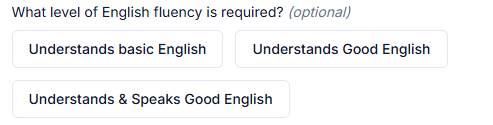 What level of English fluency is required? (optional)
Understands basic English
Understands Good English
Understands & Speaks Good English